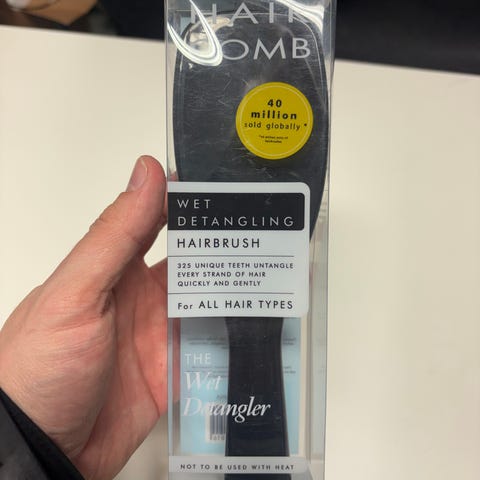 HAIR
COMB
40
million
sold globally*
WET
DETANGLING
HAIRBRUSH
325 UNIQUE TEETH UNTANGLE
EVERY STRAND OF HAIR
QUICKLY AND GENTLY
For ALL HAIR TYPES
THE
Wet
Detangler
NOT TO BE USED WITH HEAT